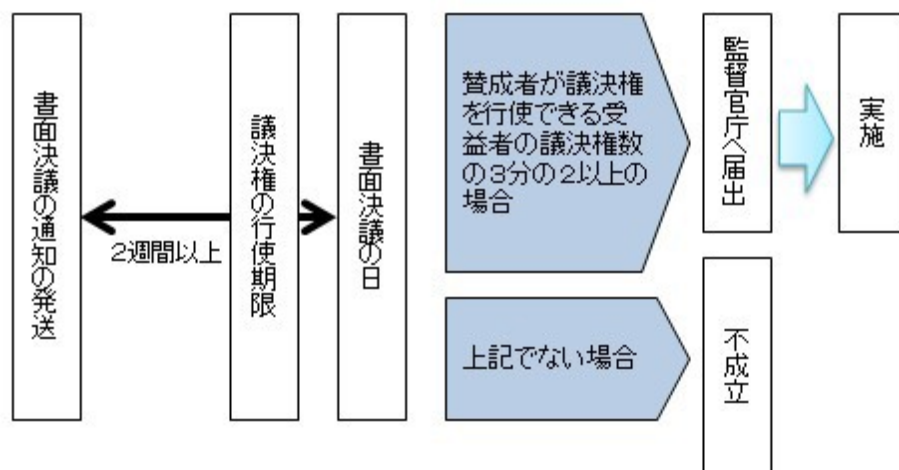 書面決議の通知の発送
2週間以上
議決権の行使期限
書面決議の日
賛成者が議決権
を行使できる受
益者の議決権数
の3分の2以上の
場合
監督官庁へ届出
実施
上記でない場合
不成立